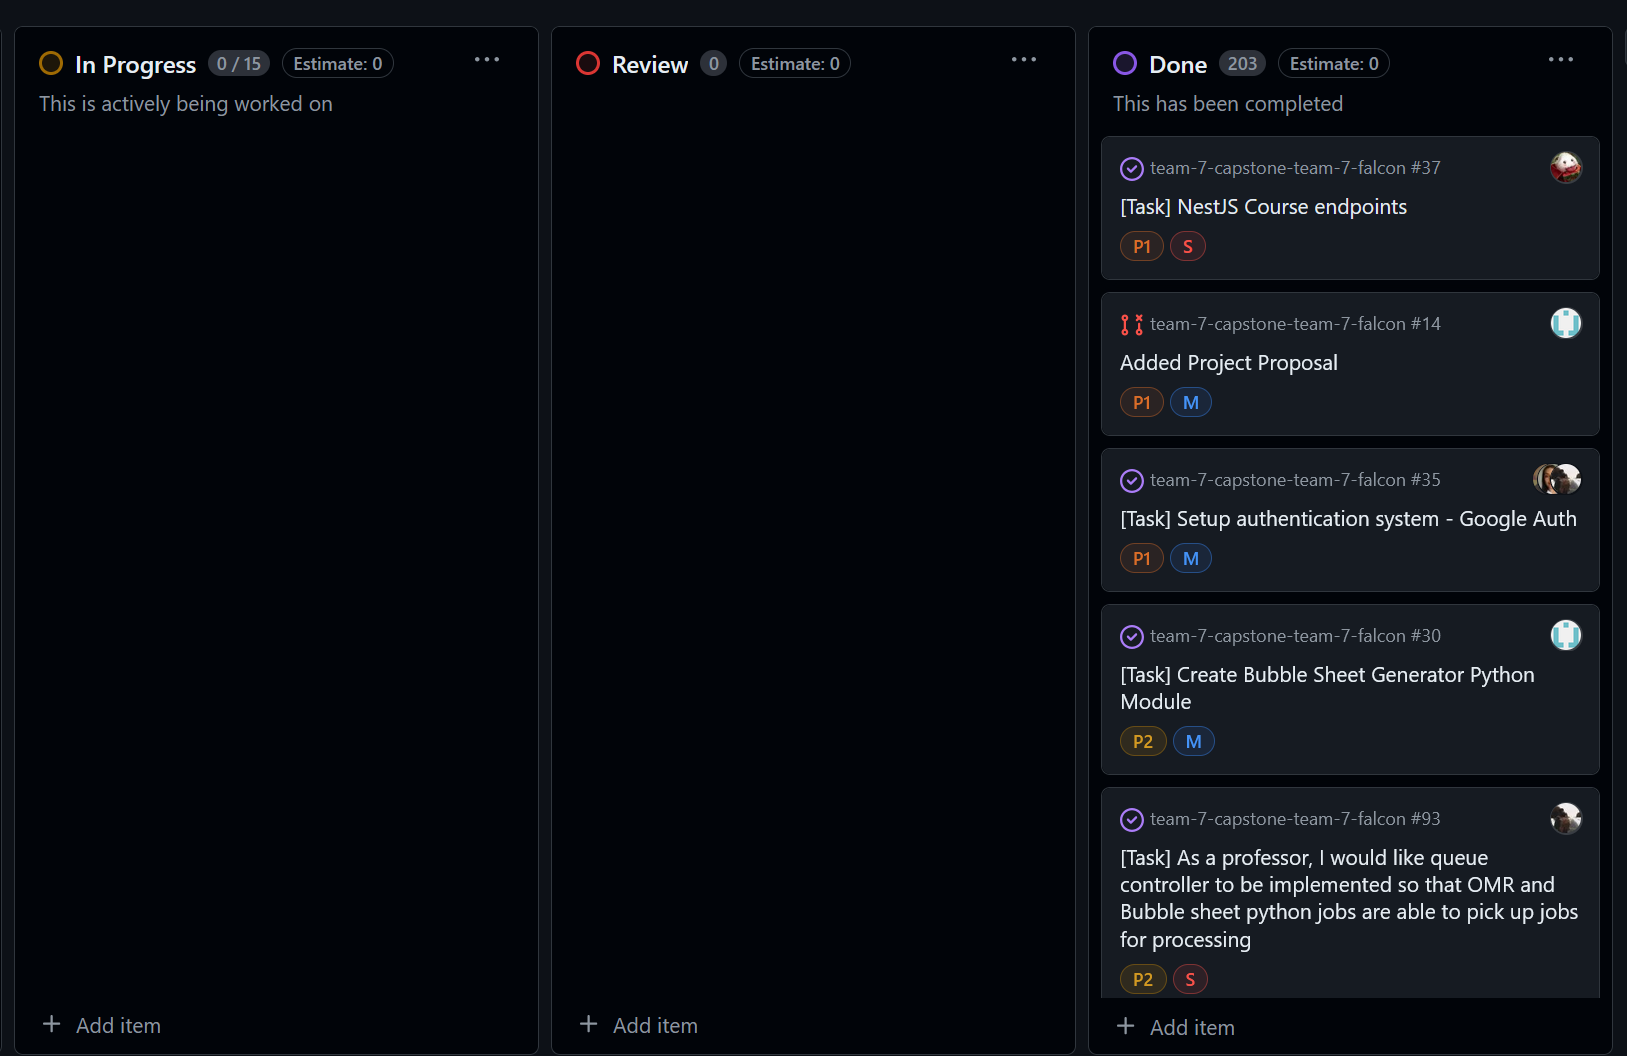 In Progress 0 / 15 Estimate: 0
This is actively being worked on
Add item
Review 0 Estimate: 0
Add item
Done 203 Estimate: 0
This has been completed
team-7-capstone-team-7-falcon #37
[Task] NestJS Course endpoints
P1 S
team-7-capstone-team-7-falcon #14
Added Project Proposal
P1 M
team-7-capstone-team-7-falcon #35
[Task] Setup authentication system - Google Auth
P1 M
team-7-capstone-team-7-falcon #30
[Task] Create Bubble Sheet Generator Python
Module
P2 M
team-7-capstone-team-7-falcon #93
[Task] As a professor, I would like queue
controller to be implemented so that OMR and
Bubble sheet python jobs are able to pick up jobs
for processing
P2 S
Add item